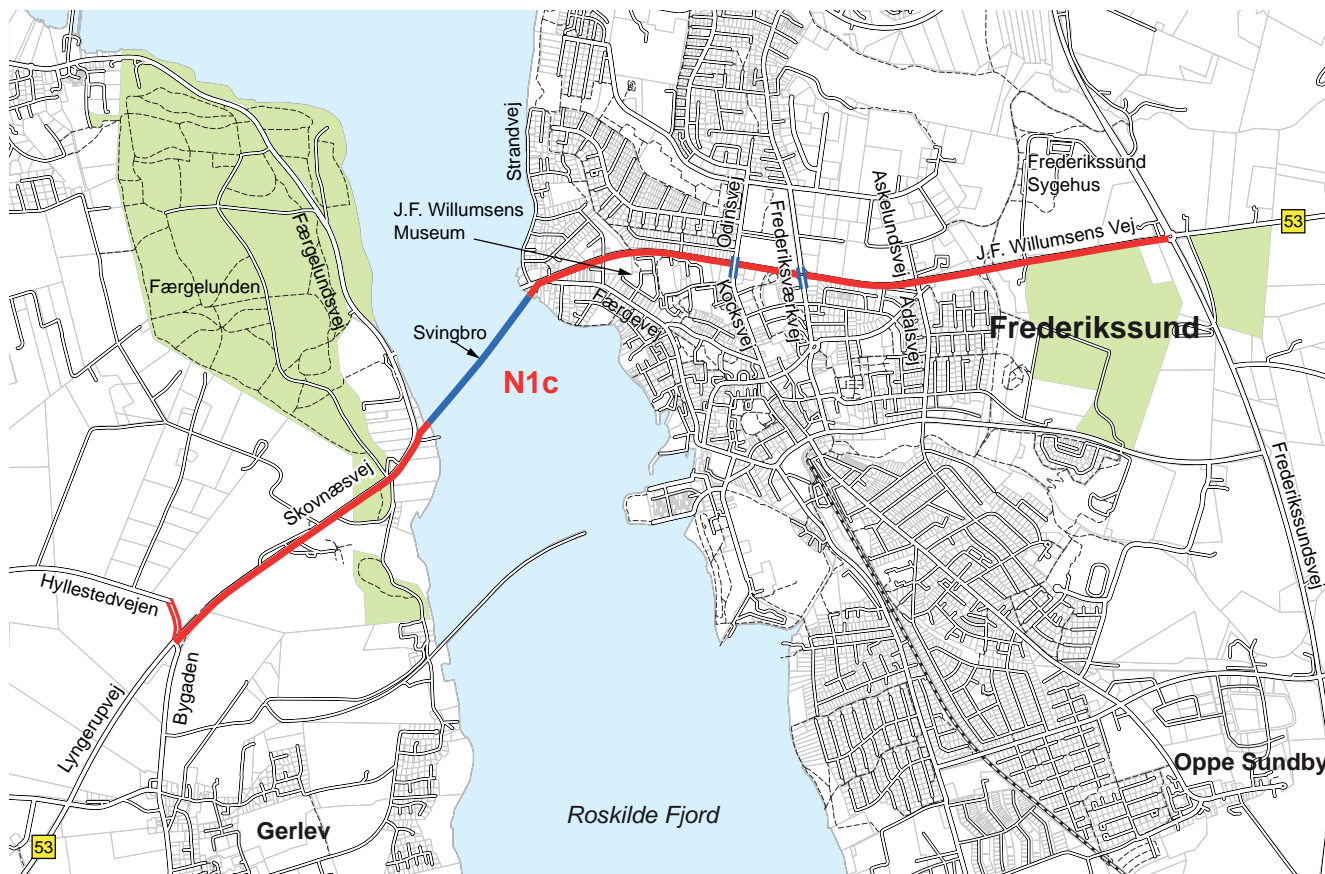 Strandvej
J.F. Willumsens
Museum
Odinsvej
Frederiksværkvej
Askelundsvej
Frederikssund
Sygehus
J.F. Willumsens Vej
53
Færgelundsvej
Færgelunden
Svingbro
N1c
Færgevej
Kocksvej
Ådalsvej
Frederikssund
Skovnæsvej
Hyllestedvejen
Bygaden
Lyngerupvej
Frederikssundsvej
Oppe Sundby
Roskilde Fjord
Gerlev
53